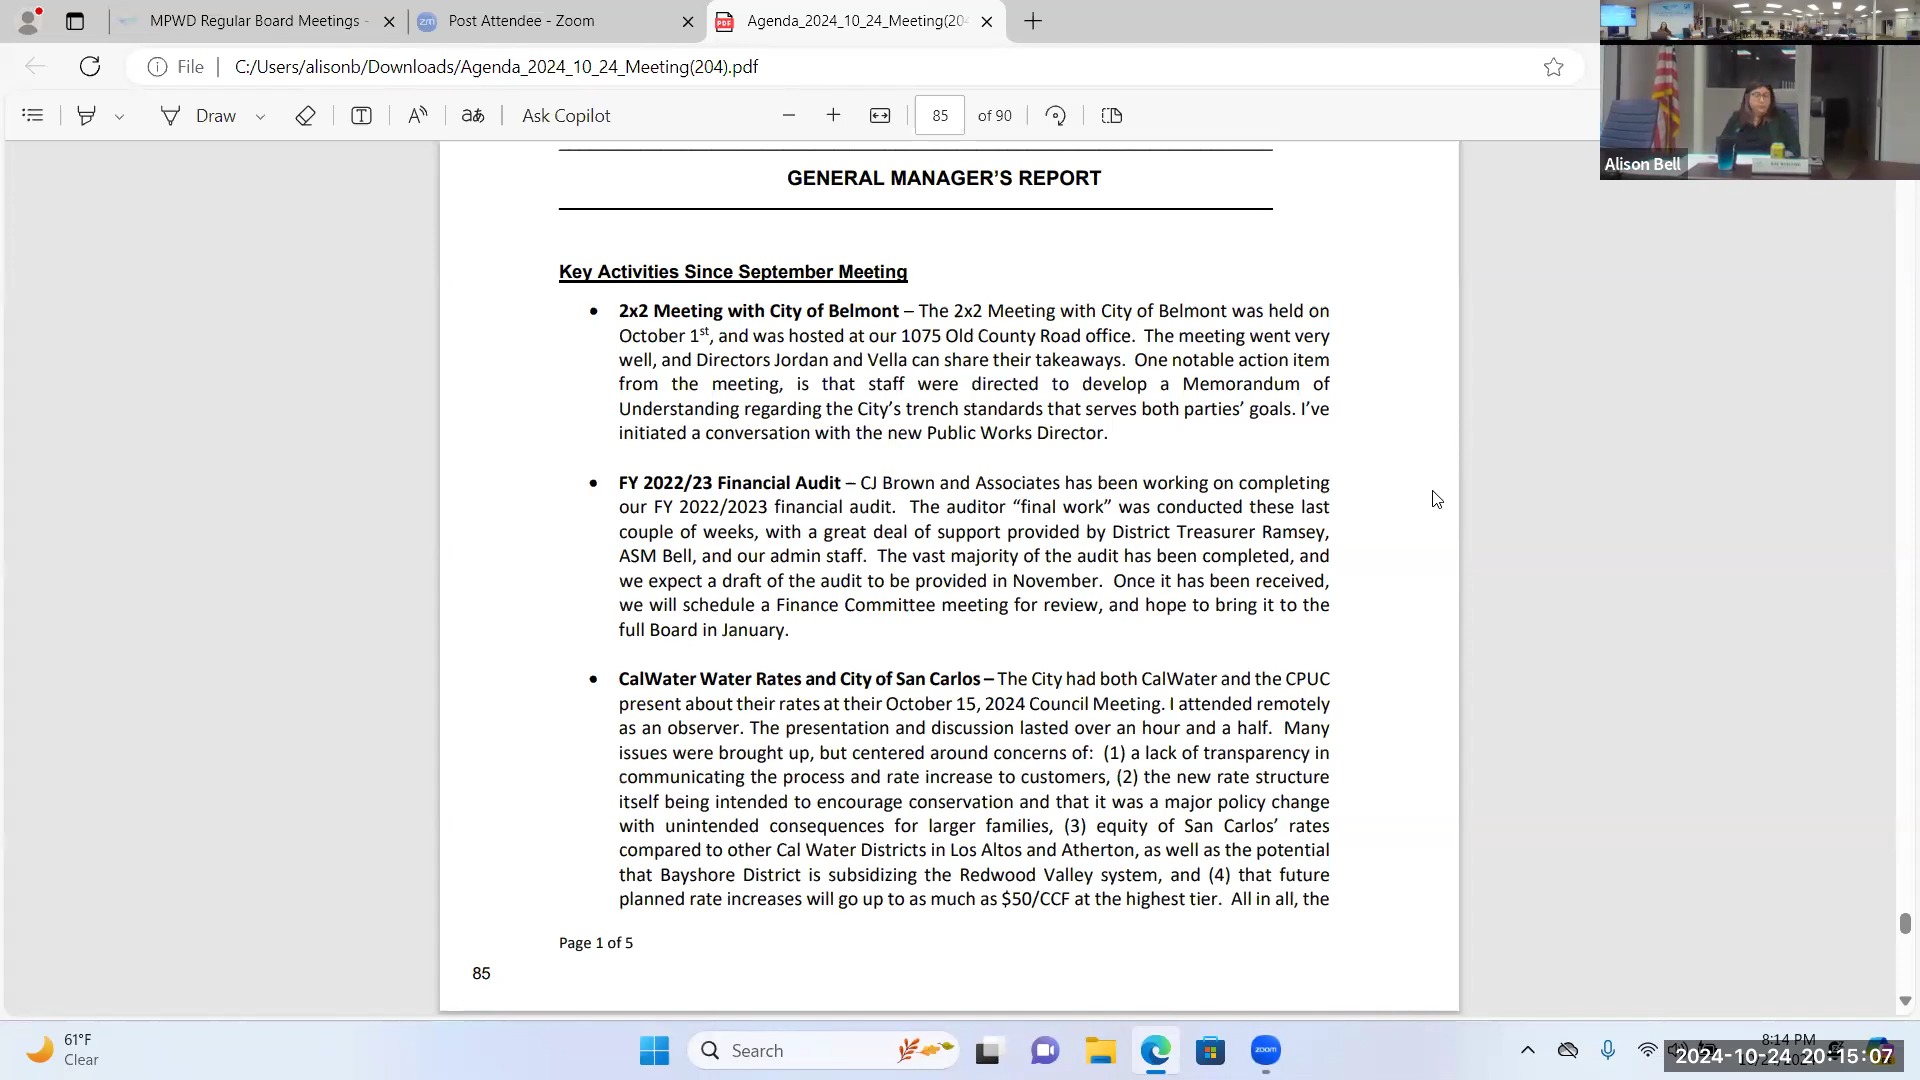 MPWD Regular Board Meetings -
Post Attendee - Zoom
Agenda_2024_10_24_Meeting(204
File
C:/Users/alisonb/Downloads/Agenda_2024_10_24_Meeting(204).pdf
Draw
Ask Copilot
85 of 90
Alison Bell
GENERAL MANAGER'S REPORT
Key Activities Since September Meeting
• 2x2 Meeting with City of Belmont – The 2x2 Meeting with City of Belmont was held on
October 1st, and was hosted at our 1075 Old County Road office. The meeting went very
well, and Directors Jordan and Vella can share their takeaways. One notable action item
from the meeting, is that staff were directed to develop a Memorandum of
Understanding regarding the City's trench standards that serves both parties' goals. I've
initiated a conversation with the new Public Works Director.
• FY 2022/23 Financial Audit – CJ Brown and Associates has been working on completing
our FY 2022/2023 financial audit. The auditor "final work" was conducted these last
couple of weeks, with a great deal of support provided by District Treasurer Ramsey,
ASM Bell, and our admin staff. The vast majority of the audit has been completed, and
we expect a draft of the audit to be provided in November. Once it has been received,
we will schedule a Finance Committee meeting for review, and hope to bring it to the
full Board in January.
• CalWater Water Rates and City of San Carlos – The City had both CalWater and the CPUC
present about their rates at their October 15, 2024 Council Meeting. I attended remotely
as an observer. The presentation and discussion lasted over an hour and a half. Many
issues were brought up, but centered around concerns of: (1) a lack of transparency in
communicating the process and rate increase to customers, (2) the new rate structure
itself being intended to encourage conservation and that it was a major policy change
with unintended consequences for larger families, (3) equity of San Carlos' rates
compared to other Cal Water Districts in Los Altos and Atherton, as well as the potential
that Bayshore District is subsidizing the Redwood Valley system, and (4) that future
planned rate increases will go up to as much as $50/CCF at the highest tier. All in all, the
Page 1 of 5
85
61°F
Clear
Search
zoom
8:14 PM
2024-10-24 20:15:07